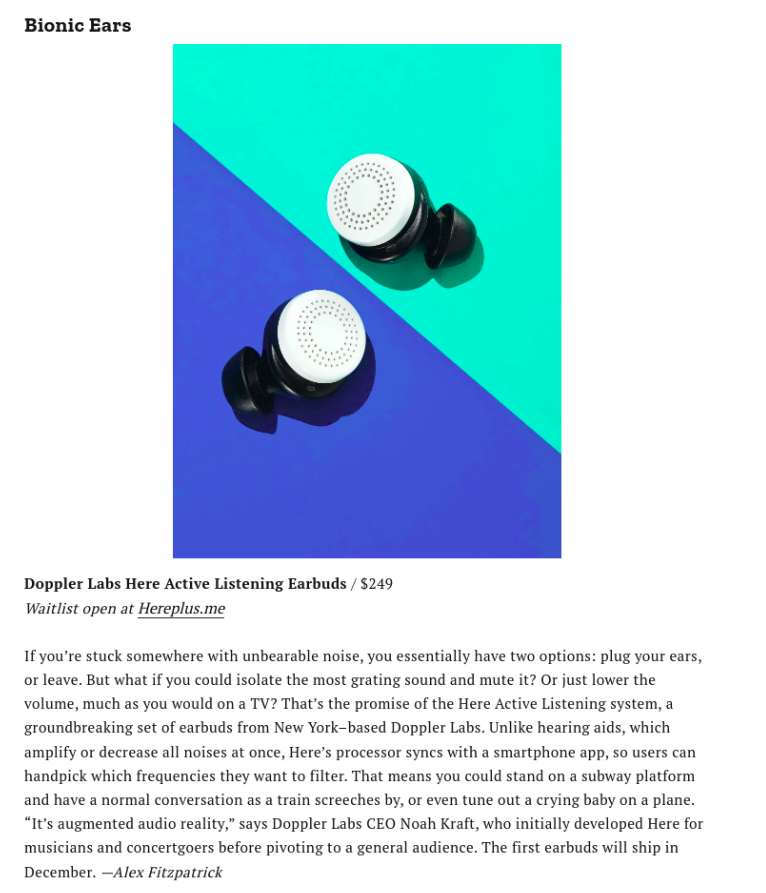 Bionic Ears
Doppler Labs Here Active Listening Earbuds / $249
Waitlist open at Hereplus.me
If you’re stuck somewhere with unbearable noise, you essentially have two options: plug your ears,
or leave. But what if you could isolate the most grating sound and mute it? Or just lower the
volume, much as you would on a TV? That’s the promise of the Here Active Listening system, a
groundbreaking set of earbuds from New York–based Doppler Labs. Unlike hearing aids, which
amplify or decrease all noises at once, Here’s processor syncs with a smartphone app, so users can
handpick which frequencies they want to filter. That means you could stand on a subway platform
and have a normal conversation as a train screeches by, or even tune out a crying baby on a plane.
“It’s augmented audio reality,” says Doppler Labs CEO Noah Kraft, who initially developed Here for
musicians and concertgoers before pivoting to a general audience. The first earbuds will ship in
December. —Alex Fitzpatrick